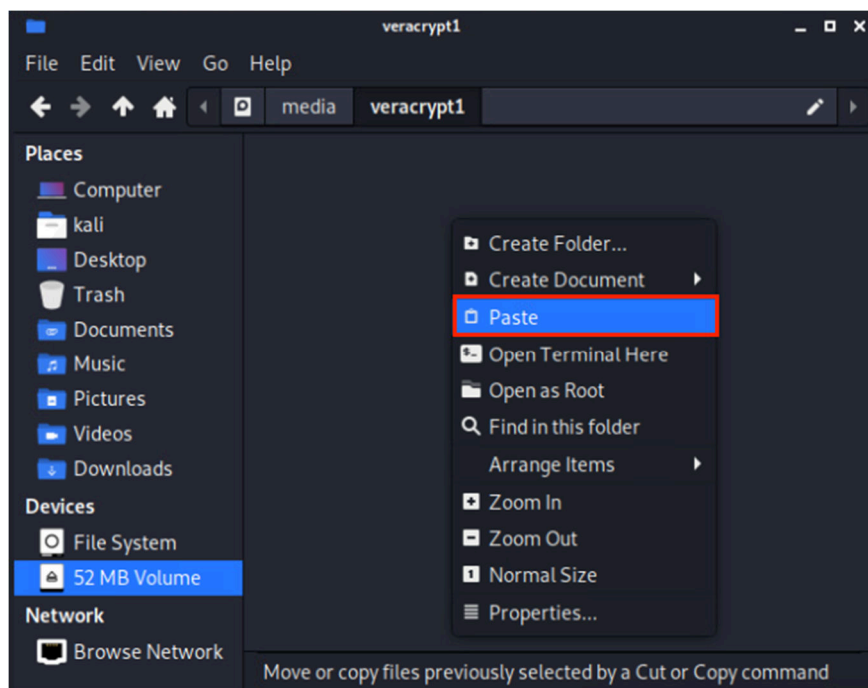 veracrypt1
File Edit View Go Help
media veracrypt1
Places
Computer
kali
Desktop
Trash
Documents
Music
Pictures
Videos
Downloads
Devices
File System
52 MB Volume
Network
Browse Network
Create Folder...
Create Document
Paste
Open Terminal Here
Open as Root
Find in this folder
Arrange Items
Zoom In
Zoom Out
Normal Size
Properties...
Move or copy files previously selected by a Cut or Copy command